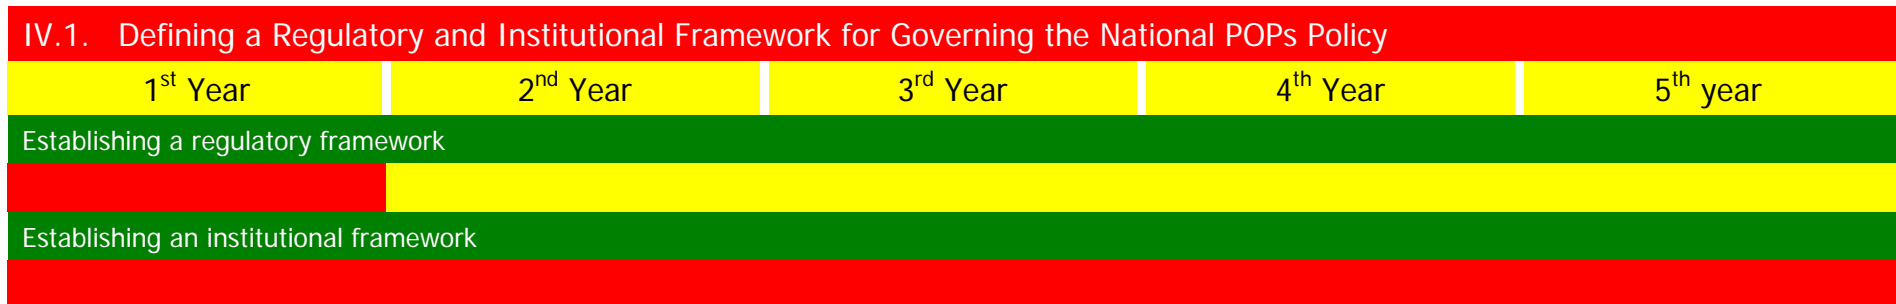 IV.1. Defining a Regulatory and Institutional Framework for Governing the National POPs Policy
1st Year 2nd Year 3rd Year 4th Year 5th year
Establishing a regulatory framework
Establishing an institutional framework